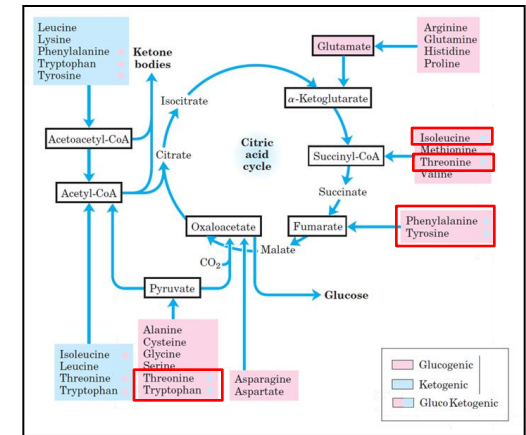 Leucine
Lysine
Phenylalanine
Tryptophan
Tyrosine
Ketone
bodies
Glutamate
Arginine
Glutamine
Histidine
Proline
Isocitrate
α-Ketoglutarate
Acetoacetyl-CoA
Citrate
Citric
acid
cycle
Succinyl-CoA
Isoleucine
Methionine
Threonine
Valine
Acetyl-CoA
Succinate
Oxaloacetate
Fumarate
Phenylalanine
Tyrosine
Malate
CO2
Pyruvate
Glucose
Isoleucine
Leucine
Threonine
Tryptophan
Alanine
Cysteine
Glycine
Serine
Threonine
Tryptophan
Asparagine
Aspartate
Glucogenic
Ketogenic
Gluco Ketogenic